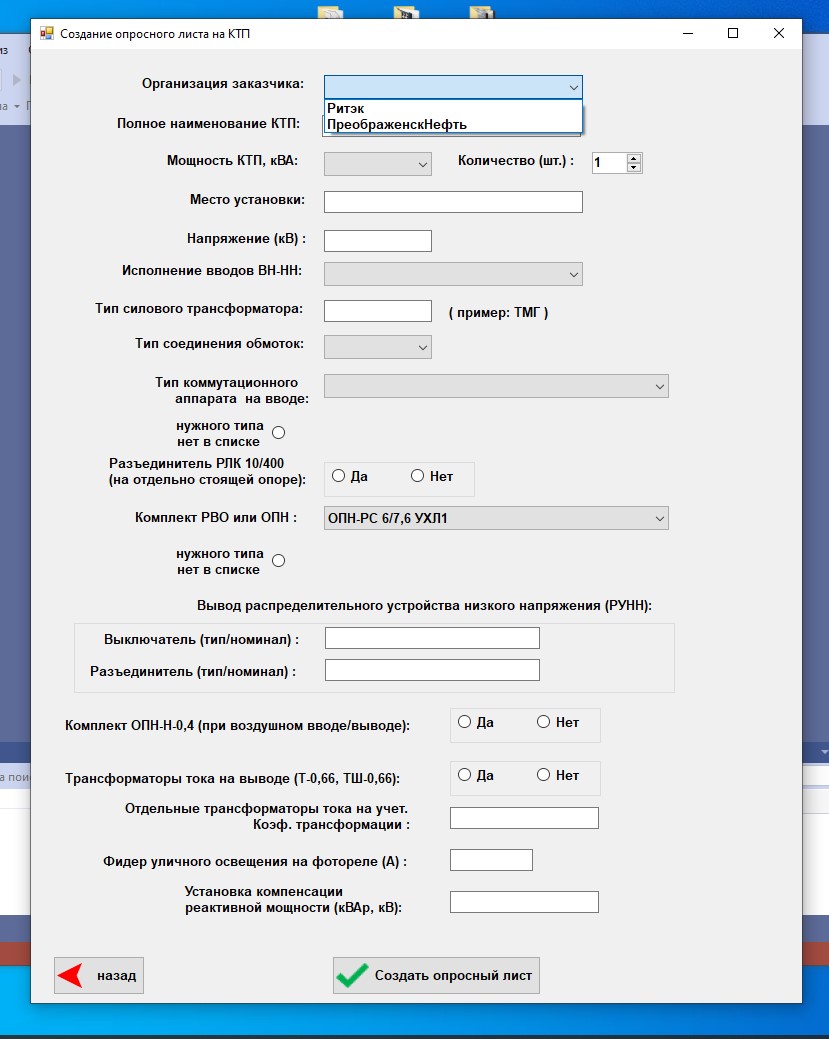 Создание опросного листа на КТП
Организация заказчика:
Ритэк
ПреображенскНефть
Полное наименование КТП:
Мощность КТП, кВА:
Количество (шт.) :
1
Место установки:
Напряжение (кВ) :
Исполнение вводов ВН-НН:
Тип силового трансформатора:
( пример: ТМГ )
Тип соединения обмоток:
Тип коммутационного
аппарата на вводе:
нужного типа
нет в списке
Разъединитель РЛК 10/400
(на отдельно стоящей опоре):
Да
Нет
Комплект РВО или ОПН :
ОПН-РС 6/7,6 УХЛ1
нужного типа
нет в списке
Вывод распределительного устройства низкого напряжения (РУНН):
Выключатель (тип/номинал) :
Разъединитель (тип/номинал) :
Комплект ОПН-Н-0,4 (при воздушном вводе/выводе):
Да
Нет
Трансформаторы тока на выводе (Т-0,66, ТШ-0,66):
Да
Нет
Отдельные трансформаторы тока на учет.
Коэф. трансформации :
Фидер уличного освещения на фотореле (А) :
Установка компенсации
реактивной мощности (кВАр, кВ):
назад
Создать опросный лист